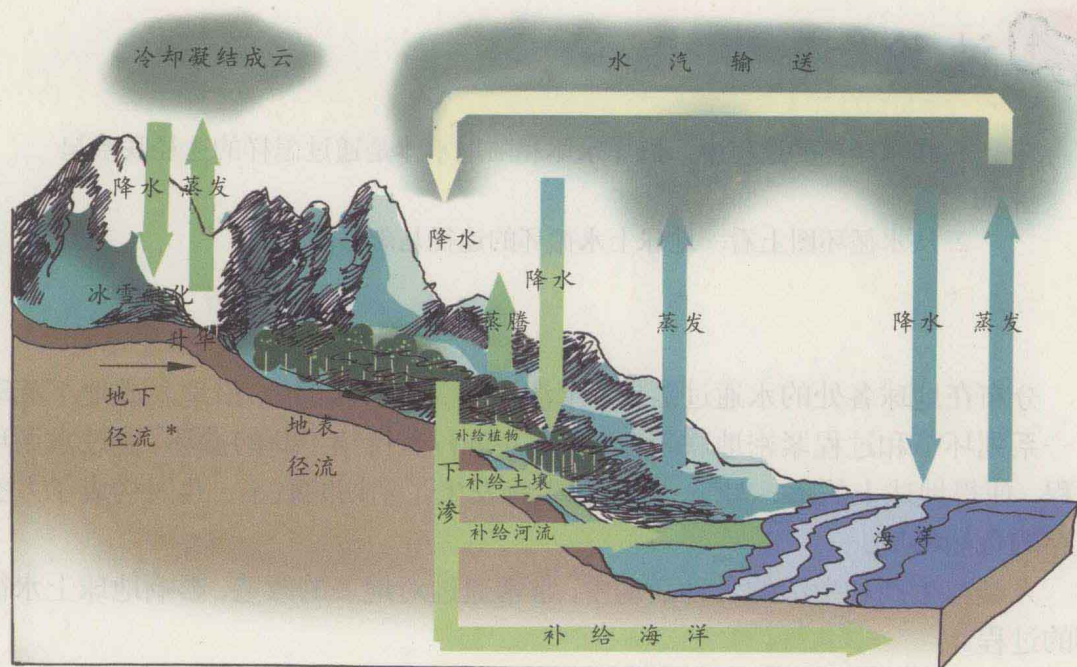 冷却凝结成云
水汽输送
降水
蒸发
降水
降水
蒸腾
蒸发
降水
蒸发
冰雪融化
升华
地下
径流*
地表
径流
补给植物
下渗
补给土壤
补给河流
海洋
补给海洋